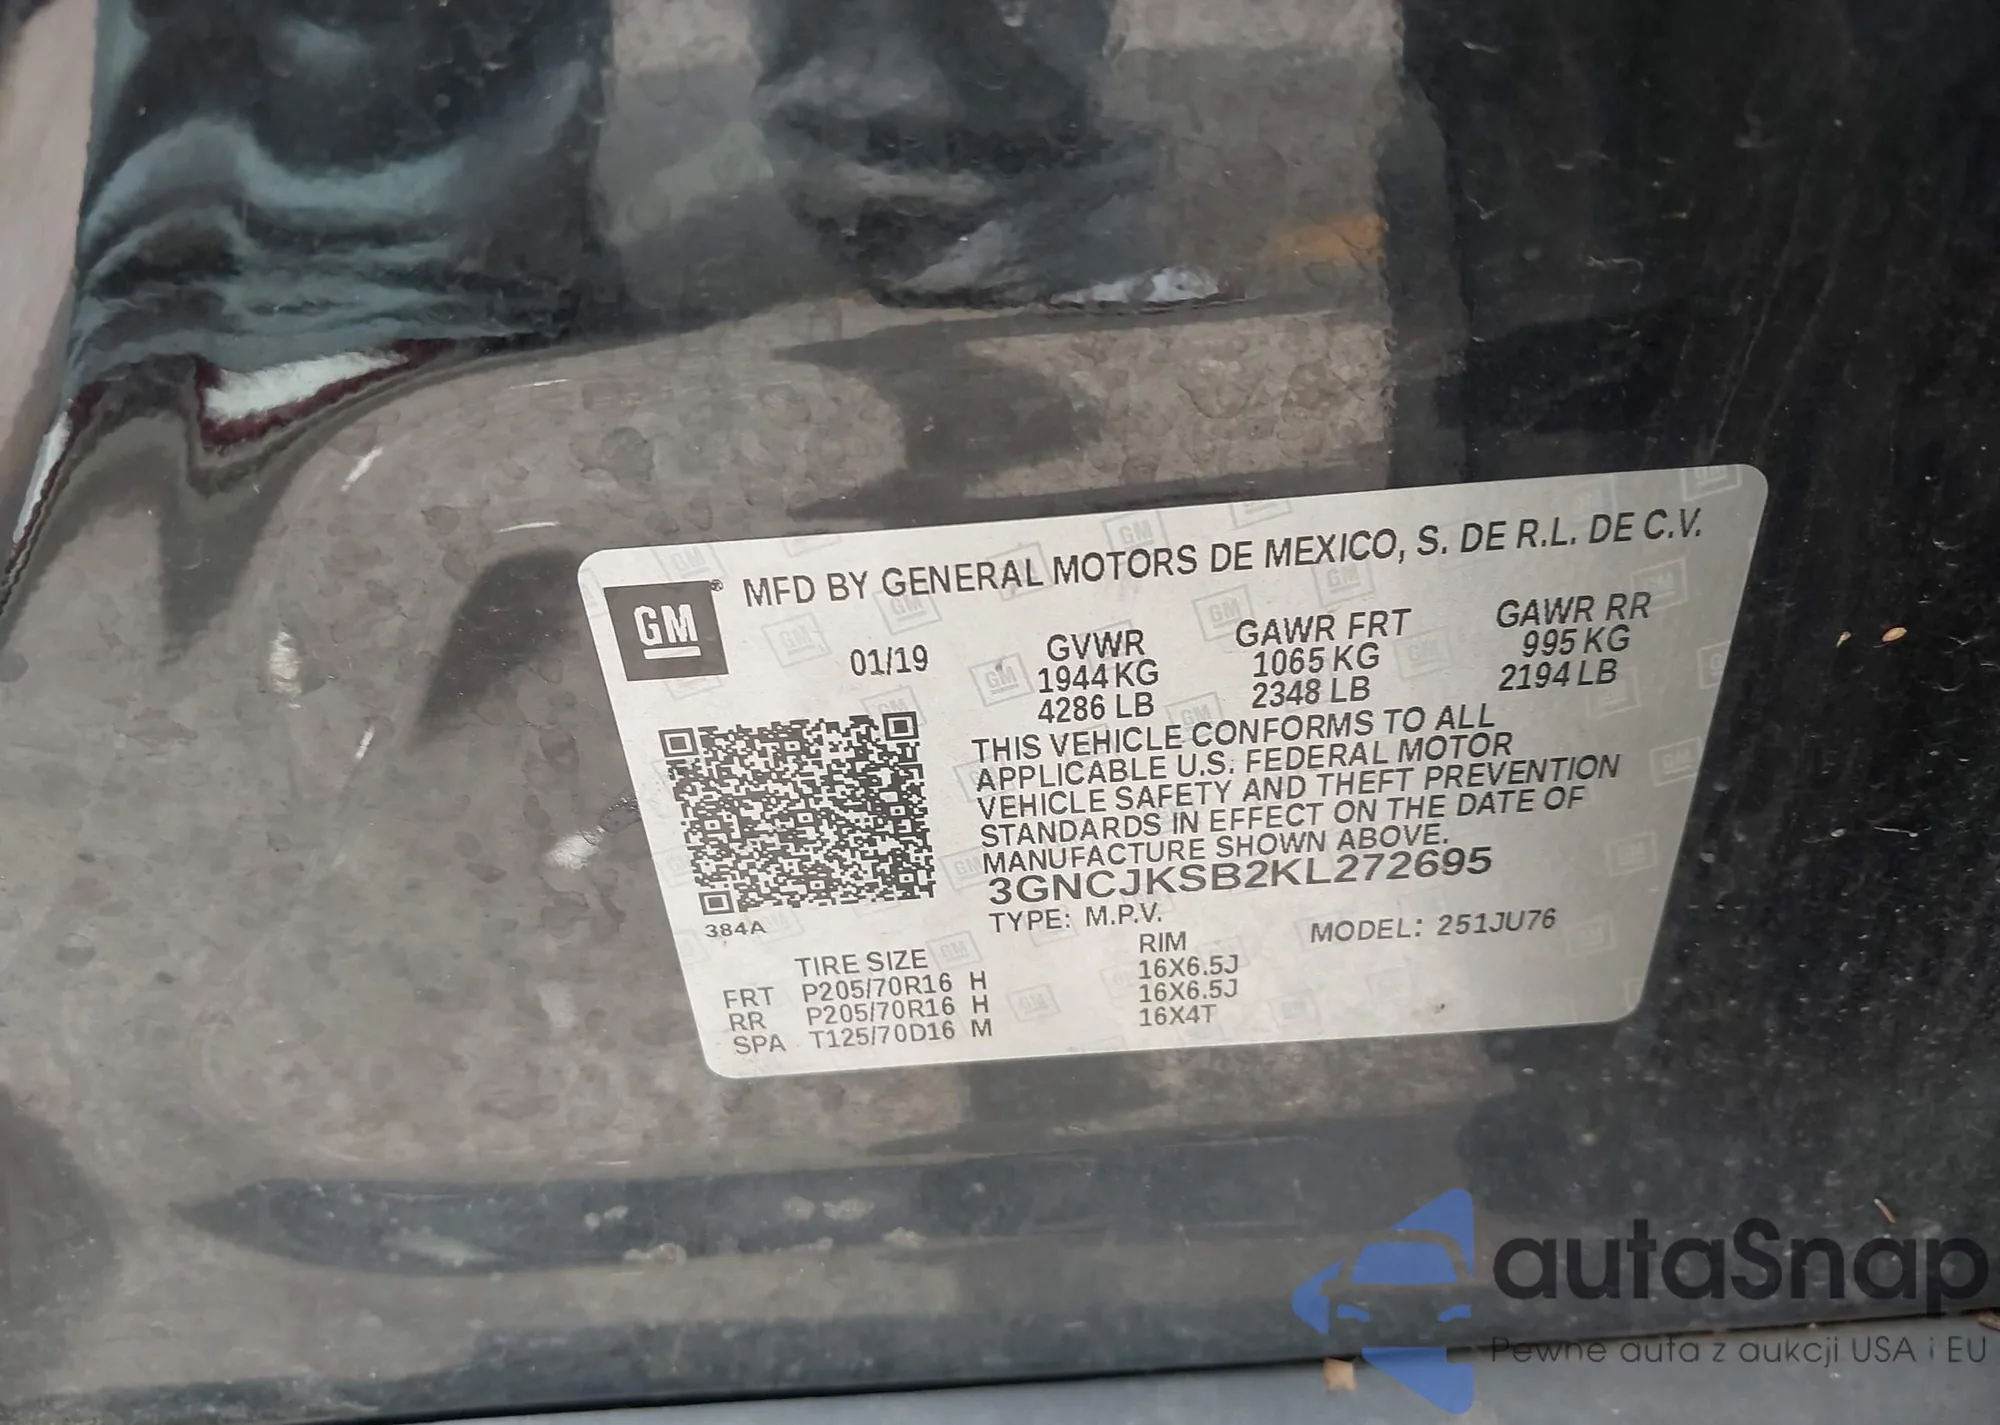 GM® MFD BY GENERAL MOTORS DE MEXICO, S. DE R.L. DE C.V.
01/19
GVWR
1944 KG
4286 LB
GAWR FRT
1065 KG
2348 LB
GAWR RR
995 KG
2194 LB
THIS VEHICLE CONFORMS TO ALL
APPLICABLE U.S. FEDERAL MOTOR
VEHICLE SAFETY AND THEFT PREVENTION
STANDARDS IN EFFECT ON THE DATE OF
MANUFACTURE SHOWN ABOVE.
3GNCJKSB2KL272695
384A
TYPE: M.P.V.
MODEL: 251JU76
TIRE SIZE RIM
FRT P205/70R16 H 16X6.5J
RR P205/70R16 H 16X6.5J
SPA T125/70D16 M 16X4T
autaSnap
Pewne auta z aukcji USA i EU